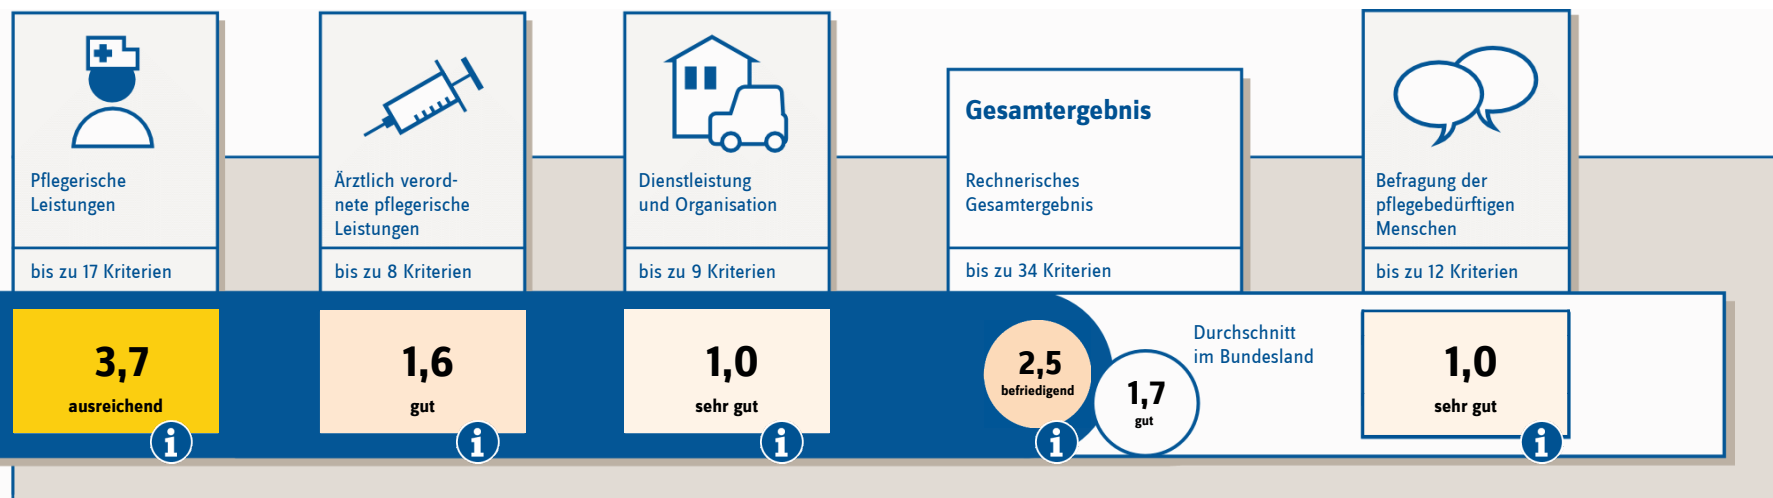 Pflegerische
Leistungen
bis zu 17 Kriterien
3,7
ausreichend
i
Ärztlich verord-
nete pflegerische
Leistungen
bis zu 8 Kriterien
1,6
gut
i
Dienstleistung
und Organisation
bis zu 9 Kriterien
1,0
sehr gut
i
Gesamtergebnis
Rechnerisches
Gesamtergebnis
bis zu 34 Kriterien
2,5
befriedigend
i
1,7
gut
Durchschnitt
im Bundesland
Befragung der
pflegebedürftigen
Menschen
bis zu 12 Kriterien
1,0
sehr gut
i